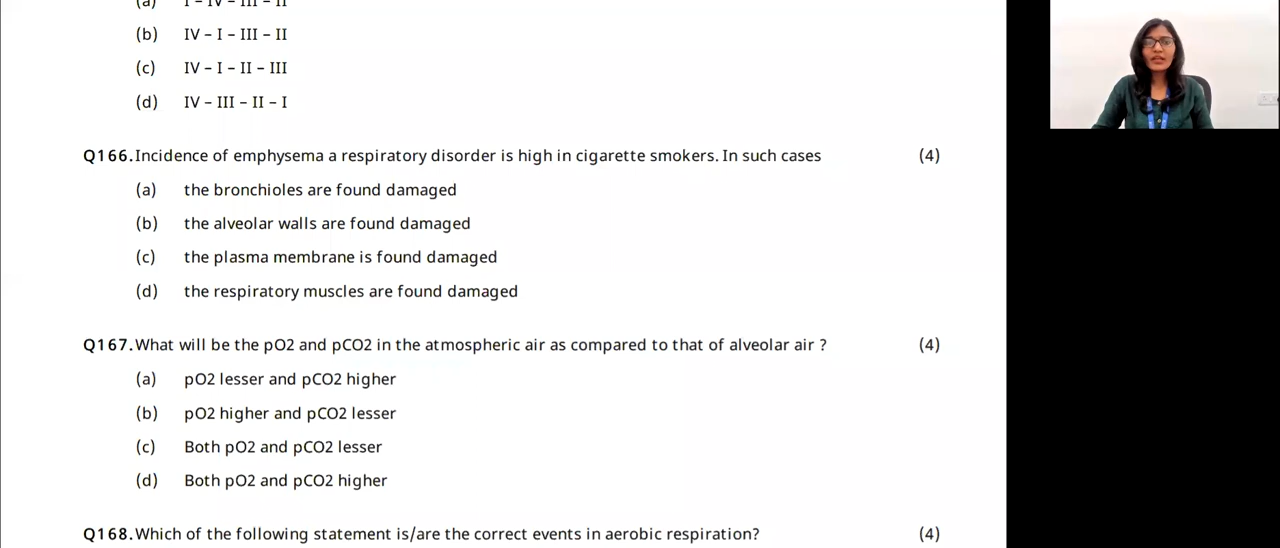 (a) I – IV – III – II
(b) IV – I – III – II
(c) IV – I – II – III
(d) IV – III – II – I
Q166. Incidence of emphysema a respiratory disorder is high in cigarette smokers. In such cases (4)
(a) the bronchioles are found damaged
(b) the alveolar walls are found damaged
(c) the plasma membrane is found damaged
(d) the respiratory muscles are found damaged
Q167. What will be the pO2 and pCO2 in the atmospheric air as compared to that of alveolar air ? (4)
(a) pO2 lesser and pCO2 higher
(b) pO2 higher and pCO2 lesser
(c) Both pO2 and pCO2 lesser
(d) Both pO2 and pCO2 higher
Q168. Which of the following statement is/are the correct events in aerobic respiration? (4)